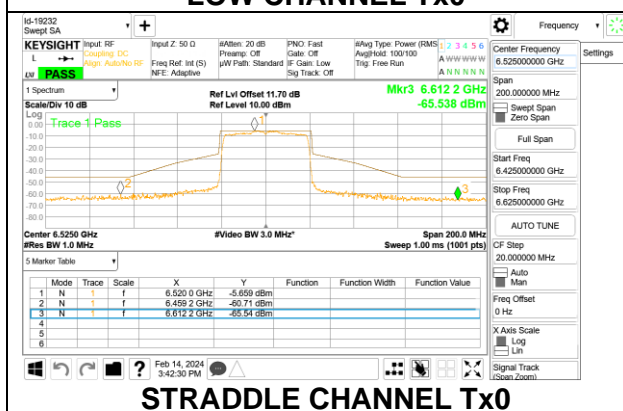 LOW CHANNEL Tx0
Id-19232
Swept SA
Frequency
KEYSIGHT
L
LXI
PASS
Input: RF
Coupling: DC
Align: Auto/No RF
Input Z: 50 Ω
Freq Ref: Int (S)
NFE: Adaptive
#Atten: 20 dB
Preamp: Off
µW Path: Standard
PNO: Fast
Gate: Off
IF Gain: Low
Sig Track: Off
#Avg Type: Power (RMS
Avg|Hold: 100/100
Trig: Free Run
1 2 3 4 5 6
A W W W W W
A N N N N N
Center Frequency
6.525000000 GHz
Settings
1 Spectrum
Scale/Div 10 dB
Log
Ref Lvl Offset 11.70 dB
Ref Level 10.00 dBm
Mkr3 6.612 2 GHz
-65.538 dBm
Trace 1 Pass
0.00
-10.0
-20.0
-30.0
-40.0
-50.0
-60.0
-70.0
-80.0
1
2
3
Center 6.5250 GHz
#Res BW 1.0 MHz
#Video BW 3.0 MHz*
Span 200.0 MHz
Sweep 1.00 ms (1001 pts)
Span
200.000000 MHz
Swept Span
Zero Span
Full Span
Start Freq
6.425000000 GHz
Stop Freq
6.625000000 GHz
AUTO TUNE
CF Step
20.000000 MHz
Auto
Man
Freq Offset
0 Hz
X Axis Scale
Log
Lin
Signal Track
(Span Zoom)
5 Marker Table
Mode Trace Scale X Y Function Function Width Function Value
1 N 1 f 6.520 0 GHz -5.659 dBm
2 N 1 f 6.459 2 GHz -60.71 dBm
3 N 1 f 6.612 2 GHz -65.54 dBm
4
5
6
Feb 14, 2024
3:42:30 PM
STRADDLE CHANNEL Tx0